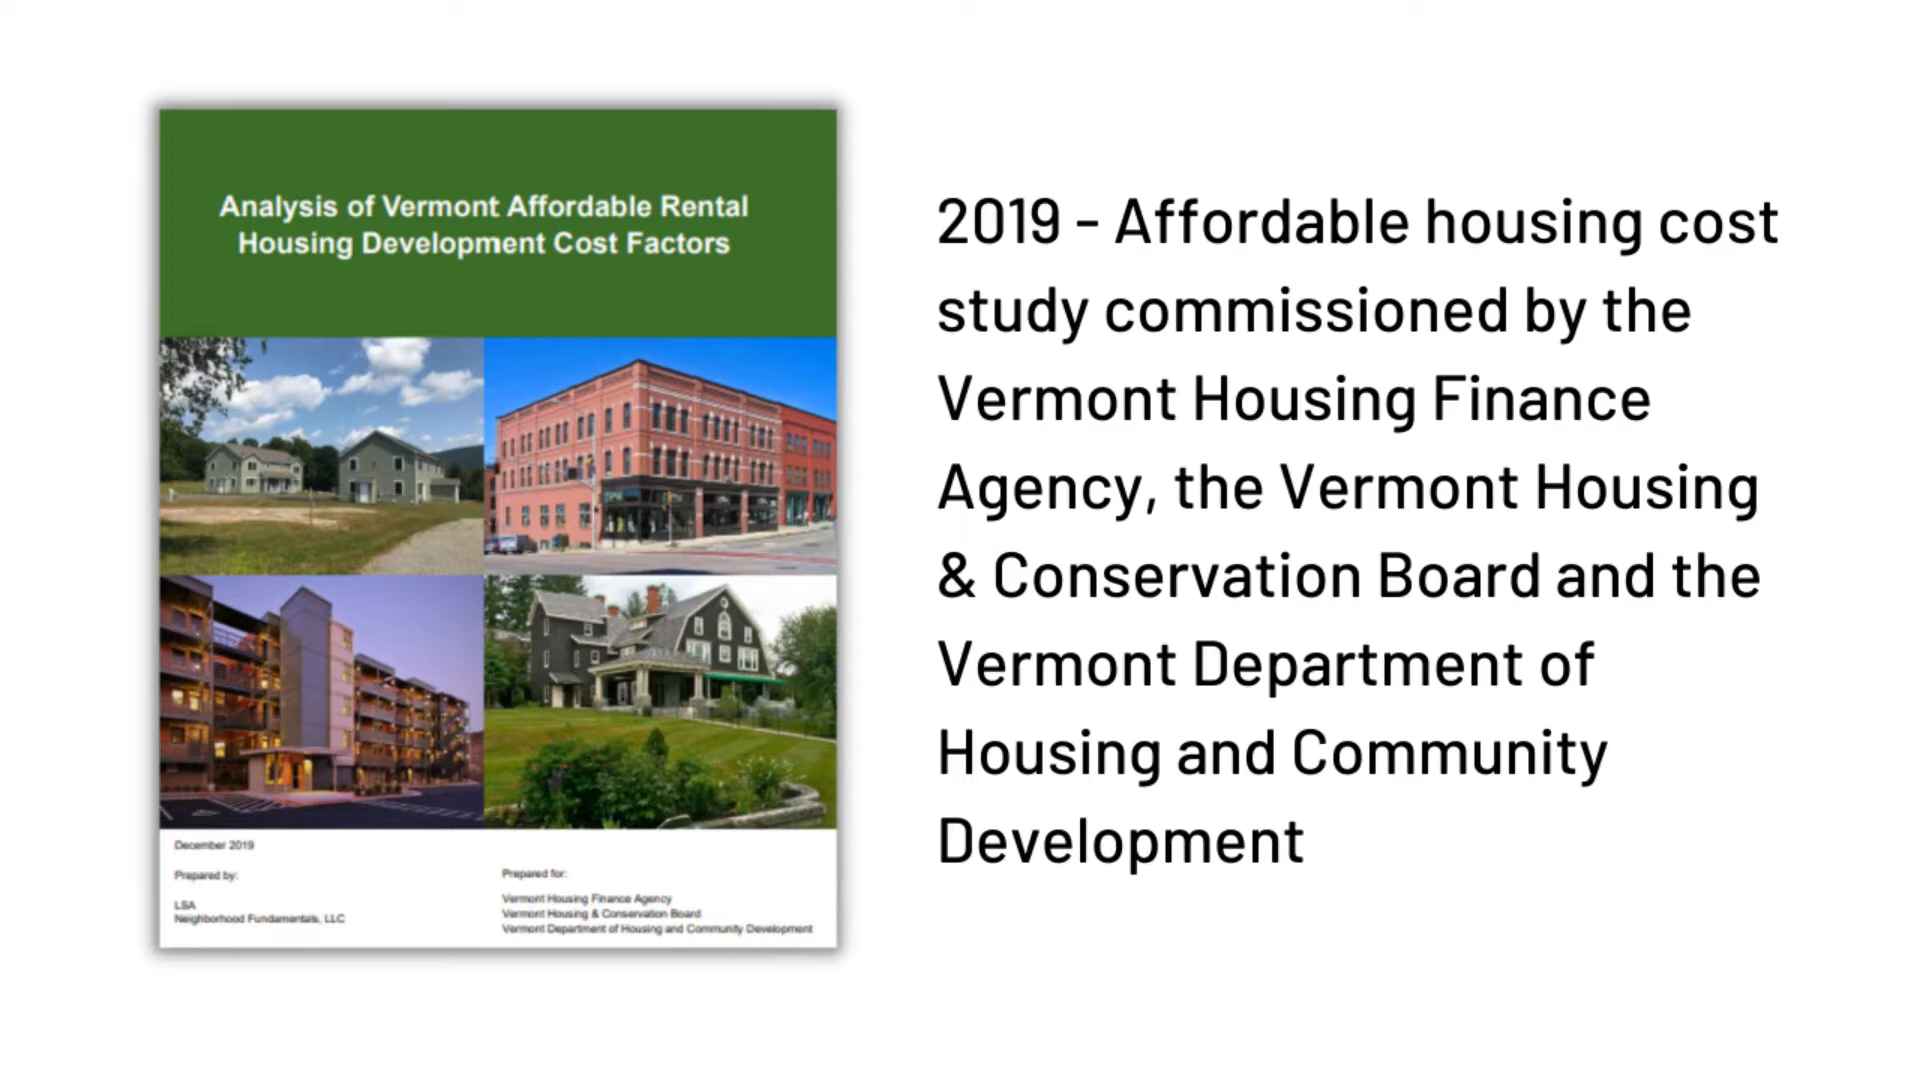 Analysis of Vermont Affordable Rental
Housing Development Cost Factors
December 2019
Prepared by:
LSA
Neighborhood Fundamentals, LLC
Prepared for:
Vermont Housing Finance Agency
Vermont Housing & Conservation Board
Vermont Department of Housing and Community Development
2019 - Affordable housing cost
study commissioned by the
Vermont Housing Finance
Agency, the Vermont Housing
& Conservation Board and the
Vermont Department of
Housing and Community
Development